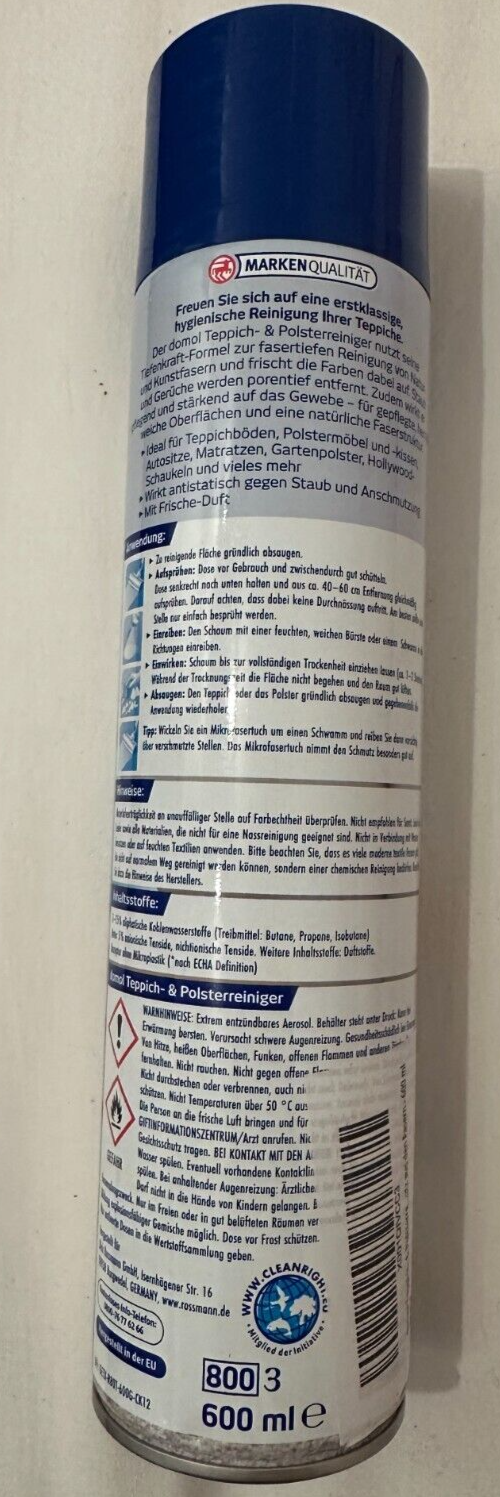 MARKENQUALITÄT
Freuen Sie sich auf eine erstklassige,
hygienische Reinigung Ihrer Teppiche.
Der domol Teppich- & Polsterreiniger nutzt
Tiefenkraft-Formel zur fasertiefen Reinigung von
und Kunstfasern und frischt die Farben dabei auf.
und Gerüche werden porentief entfernt. Zudem
und stärkend auf das Gewebe – für gepflegte,
weiche Oberflächen und eine natürliche
▸ Ideal für Teppichböden, Polstermöbel und -kissen,
Autositze, Matratzen, Gartenpolster, Hollywood-
Schaukeln und vieles mehr
▸ Wirkt antistatisch gegen Staub und Anschmutzung
▸ Mit Frische-Duft
Anwendung:
▸ Zu reinigende Fläche gründlich absaugen.
▸ Aufsprühen: Dose vor Gebrauch und zwischendurch gut schütteln.
Dose senkrecht nach unten halten und aus ca. 40–60 cm Entfernung gleichmäßig
aufsprühen. Darauf achten, dass dabei keine Durchnässung auftritt. Am besten
Stelle nur einfach besprüht werden.
▸ Einreiben: Den Schaum mit einer feuchten, weichen Bürste oder einem
Richtungen einreiben.
▸ Einwirken: Schaum bis zur vollständigen Trockenheit einziehen lassen
Während der Trocknungszeit die Fläche nicht begehen und den Raum gut lüften.
▸ Absaugen: Den Teppich oder das Polster gründlich absaugen und
Anwendung wiederholen
Tipp: Wickeln Sie ein Mikrofasertuch um einen Schwamm und reiben Sie dann vorsichtig
über verschmutzte Stellen. Das Mikrofasertuch nimmt den Schmutz besonders gut auf.
Hinweise:
an unauffälliger Stelle auf Farbechtheit überprüfen. Nicht empfohlen für
sowie alle Materialien, die nicht für eine Nassreinigung geeignet sind. Nicht in Verbindung mit
oder auf feuchten Textilien anwenden. Bitte beachten Sie, dass es viele moderne
auf normalem Weg gereinigt werden können, sondern einer chemischen Reinigung
die Hinweise des Herstellers.
Inhaltsstoffe:
aliphatische Kohlenwasserstoffe (Treibmittel: Butane, Propane, Isobutane)
anionische Tenside, nichtionische Tenside. Weitere Inhaltsstoffe: Duftstoffe.
ohne Mikroplastik (*nach ECHA Definition)
domol Teppich- & Polsterreiniger
WARNHINWEISE: Extrem entzündbares Aerosol. Behälter steht unter Druck: Kann bei
Erwärmung bersten. Verursacht schwere Augenreizung. Gesundheitsschädlich
Von Hitze, heißen Oberflächen, Funken, offenen Flammen und anderen
fernhalten. Nicht rauchen. Nicht gegen offene
Nicht durchstechen oder verbrennen, auch
schützen. Nicht Temperaturen über 50 °C
Die Person an die frische Luft bringen und für
GIFTINFORMATIONSZENTRUM/Arzt anrufen.
Gesichtsschutz tragen. BEI KONTAKT MIT DEN
Wasser spülen. Eventuell vorhandene
spülen. Bei anhaltender Augenreizung: Ärztliche
Darf nicht in die Hände von Kindern gelangen.
Nur im Freien oder in gut belüfteten Räumen
Gemische möglich. Dose vor Frost schützen.
Dosen in die Wertstoffsammlung geben.
GEFAHR
Rossmann GmbH, Isernhägener Str. 16
Burgwedel, GERMANY, www.rossmann.de
Info-Telefon:
76 77 62 66
Hergestellt in der EU
WWW.CLEANRIGHT.EU
• Mitglied der Initiative •
800 3
600 ml e